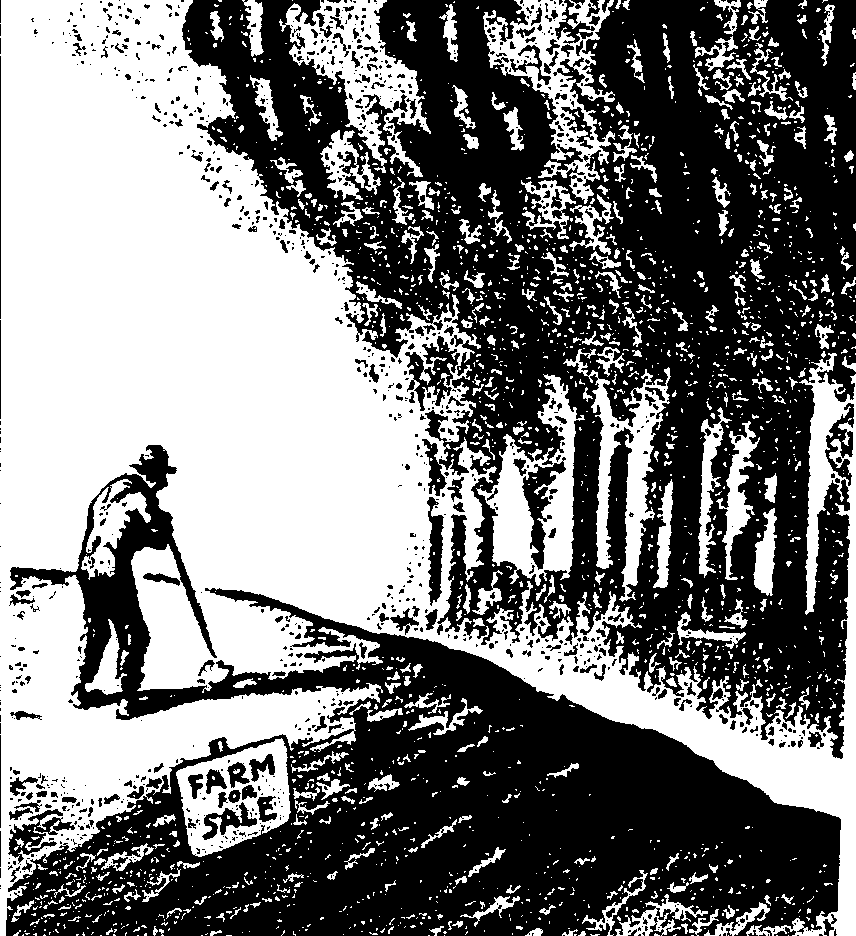 $ $ $ $
FARM
FOR
SALE